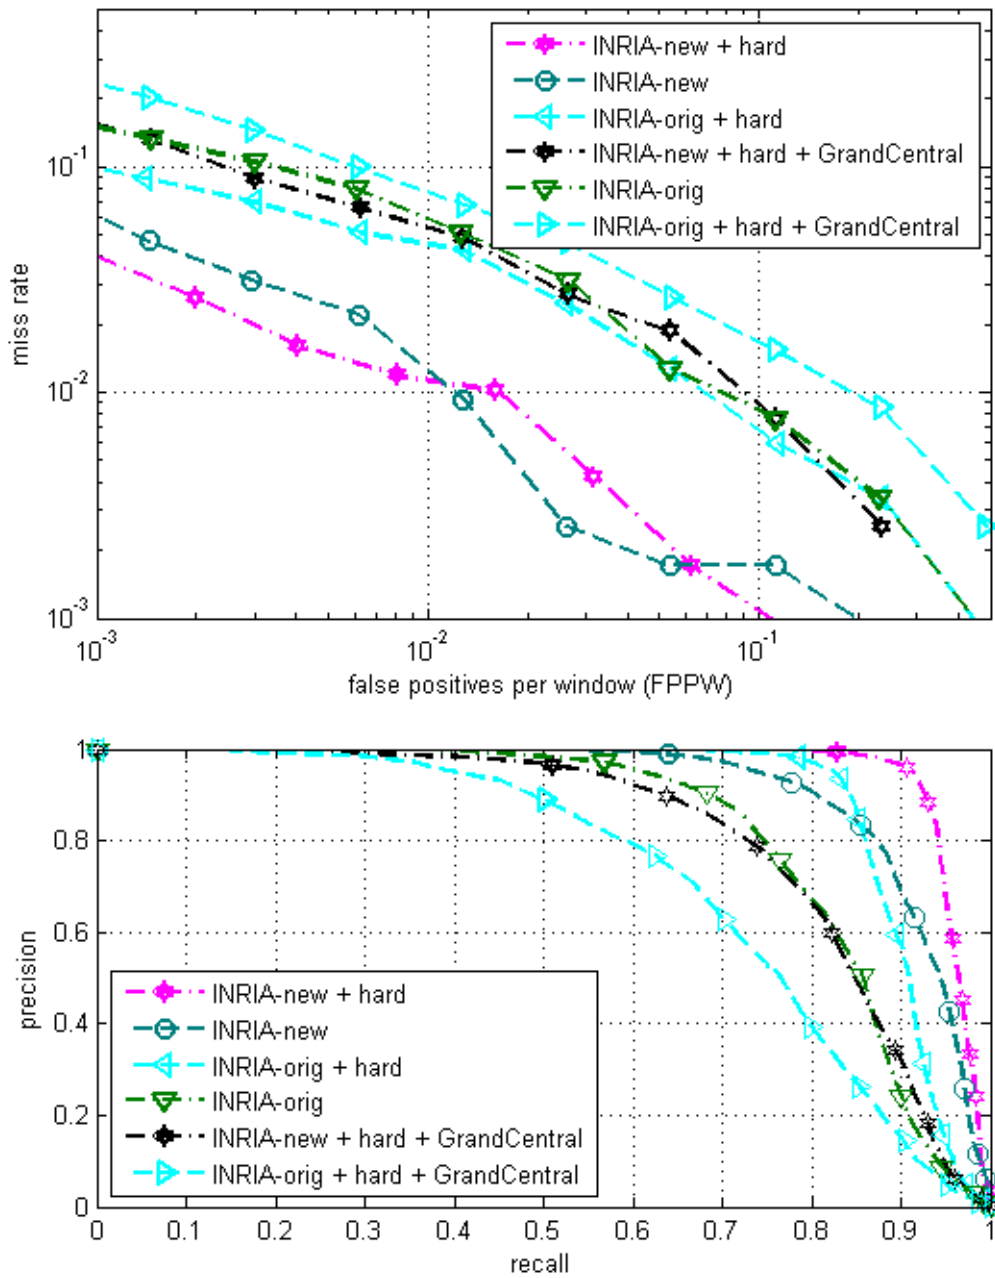 INRIA-new + hard
INRIA-new
INRIA-orig + hard
INRIA-new + hard + GrandCentral
INRIA-orig
INRIA-orig + hard + GrandCentral
miss rate
10^-1
10^-2
10^-3
10^-3 10^-2 10^-1
false positives per window (FPPW)
1
0.8
0.6
0.4
0.2
0
precision
INRIA-new + hard
INRIA-new
INRIA-orig + hard
INRIA-orig
INRIA-new + hard + GrandCentral
INRIA-orig + hard + GrandCentral
0 0.1 0.2 0.3 0.4 0.5 0.6 0.7 0.8 0.9 1
recall